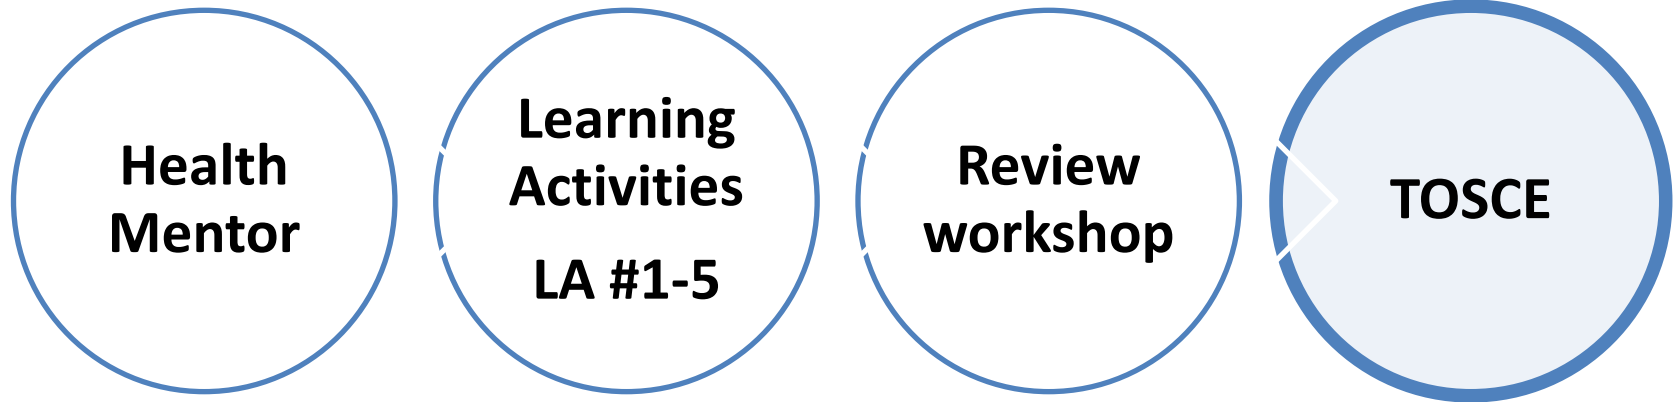 Health
Mentor
Learning
Activities
LA #1-5
Review
workshop
TOSCE